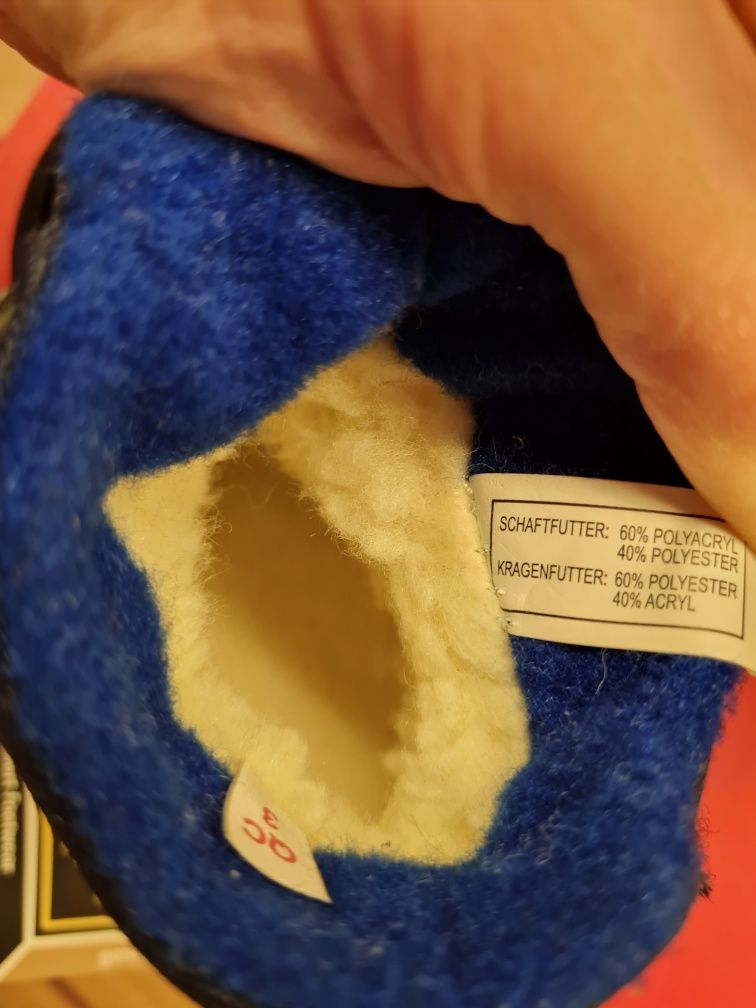 SCHAFTFUTTER: 60% POLYACRYL
40% POLYESTER
KRAGENFUTTER: 60% POLYESTER
40% ACRYL